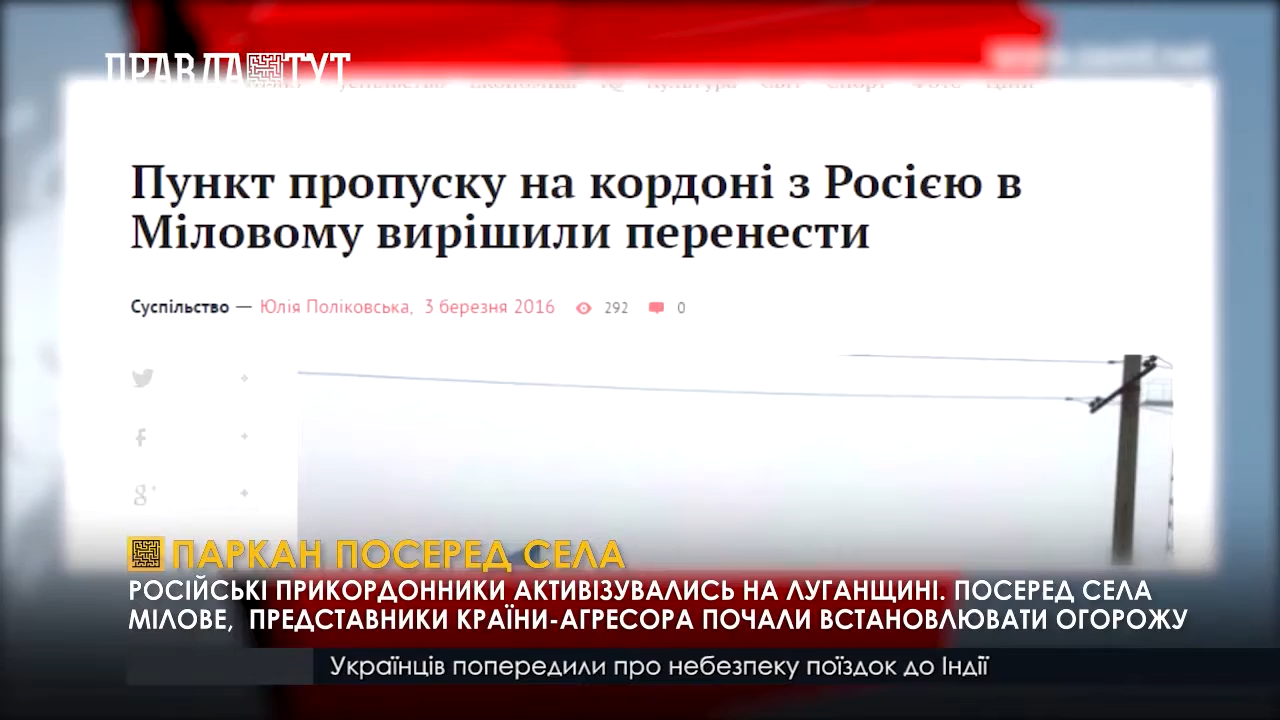 ПРАВДА ТУТ
Пункт пропуску на кордоні з Росією в
Міловому вирішили перенести
Суспільство — Юлія Поліковська, 3 березня 2016 292 0
ПАРКАН ПОСЕРЕД СЕЛА
РОСІЙСЬКІ ПРИКОРДОННИКИ АКТИВІЗУВАЛИСЬ НА ЛУГАНЩИНІ. ПОСЕРЕД СЕЛА
МІЛОВЕ, ПРЕДСТАВНИКИ КРАЇНИ-АГРЕСОРА ПОЧАЛИ ВСТАНОВЛЮВАТИ ОГОРОЖУ
Українців попередили про небезпеку поїздок до Індії